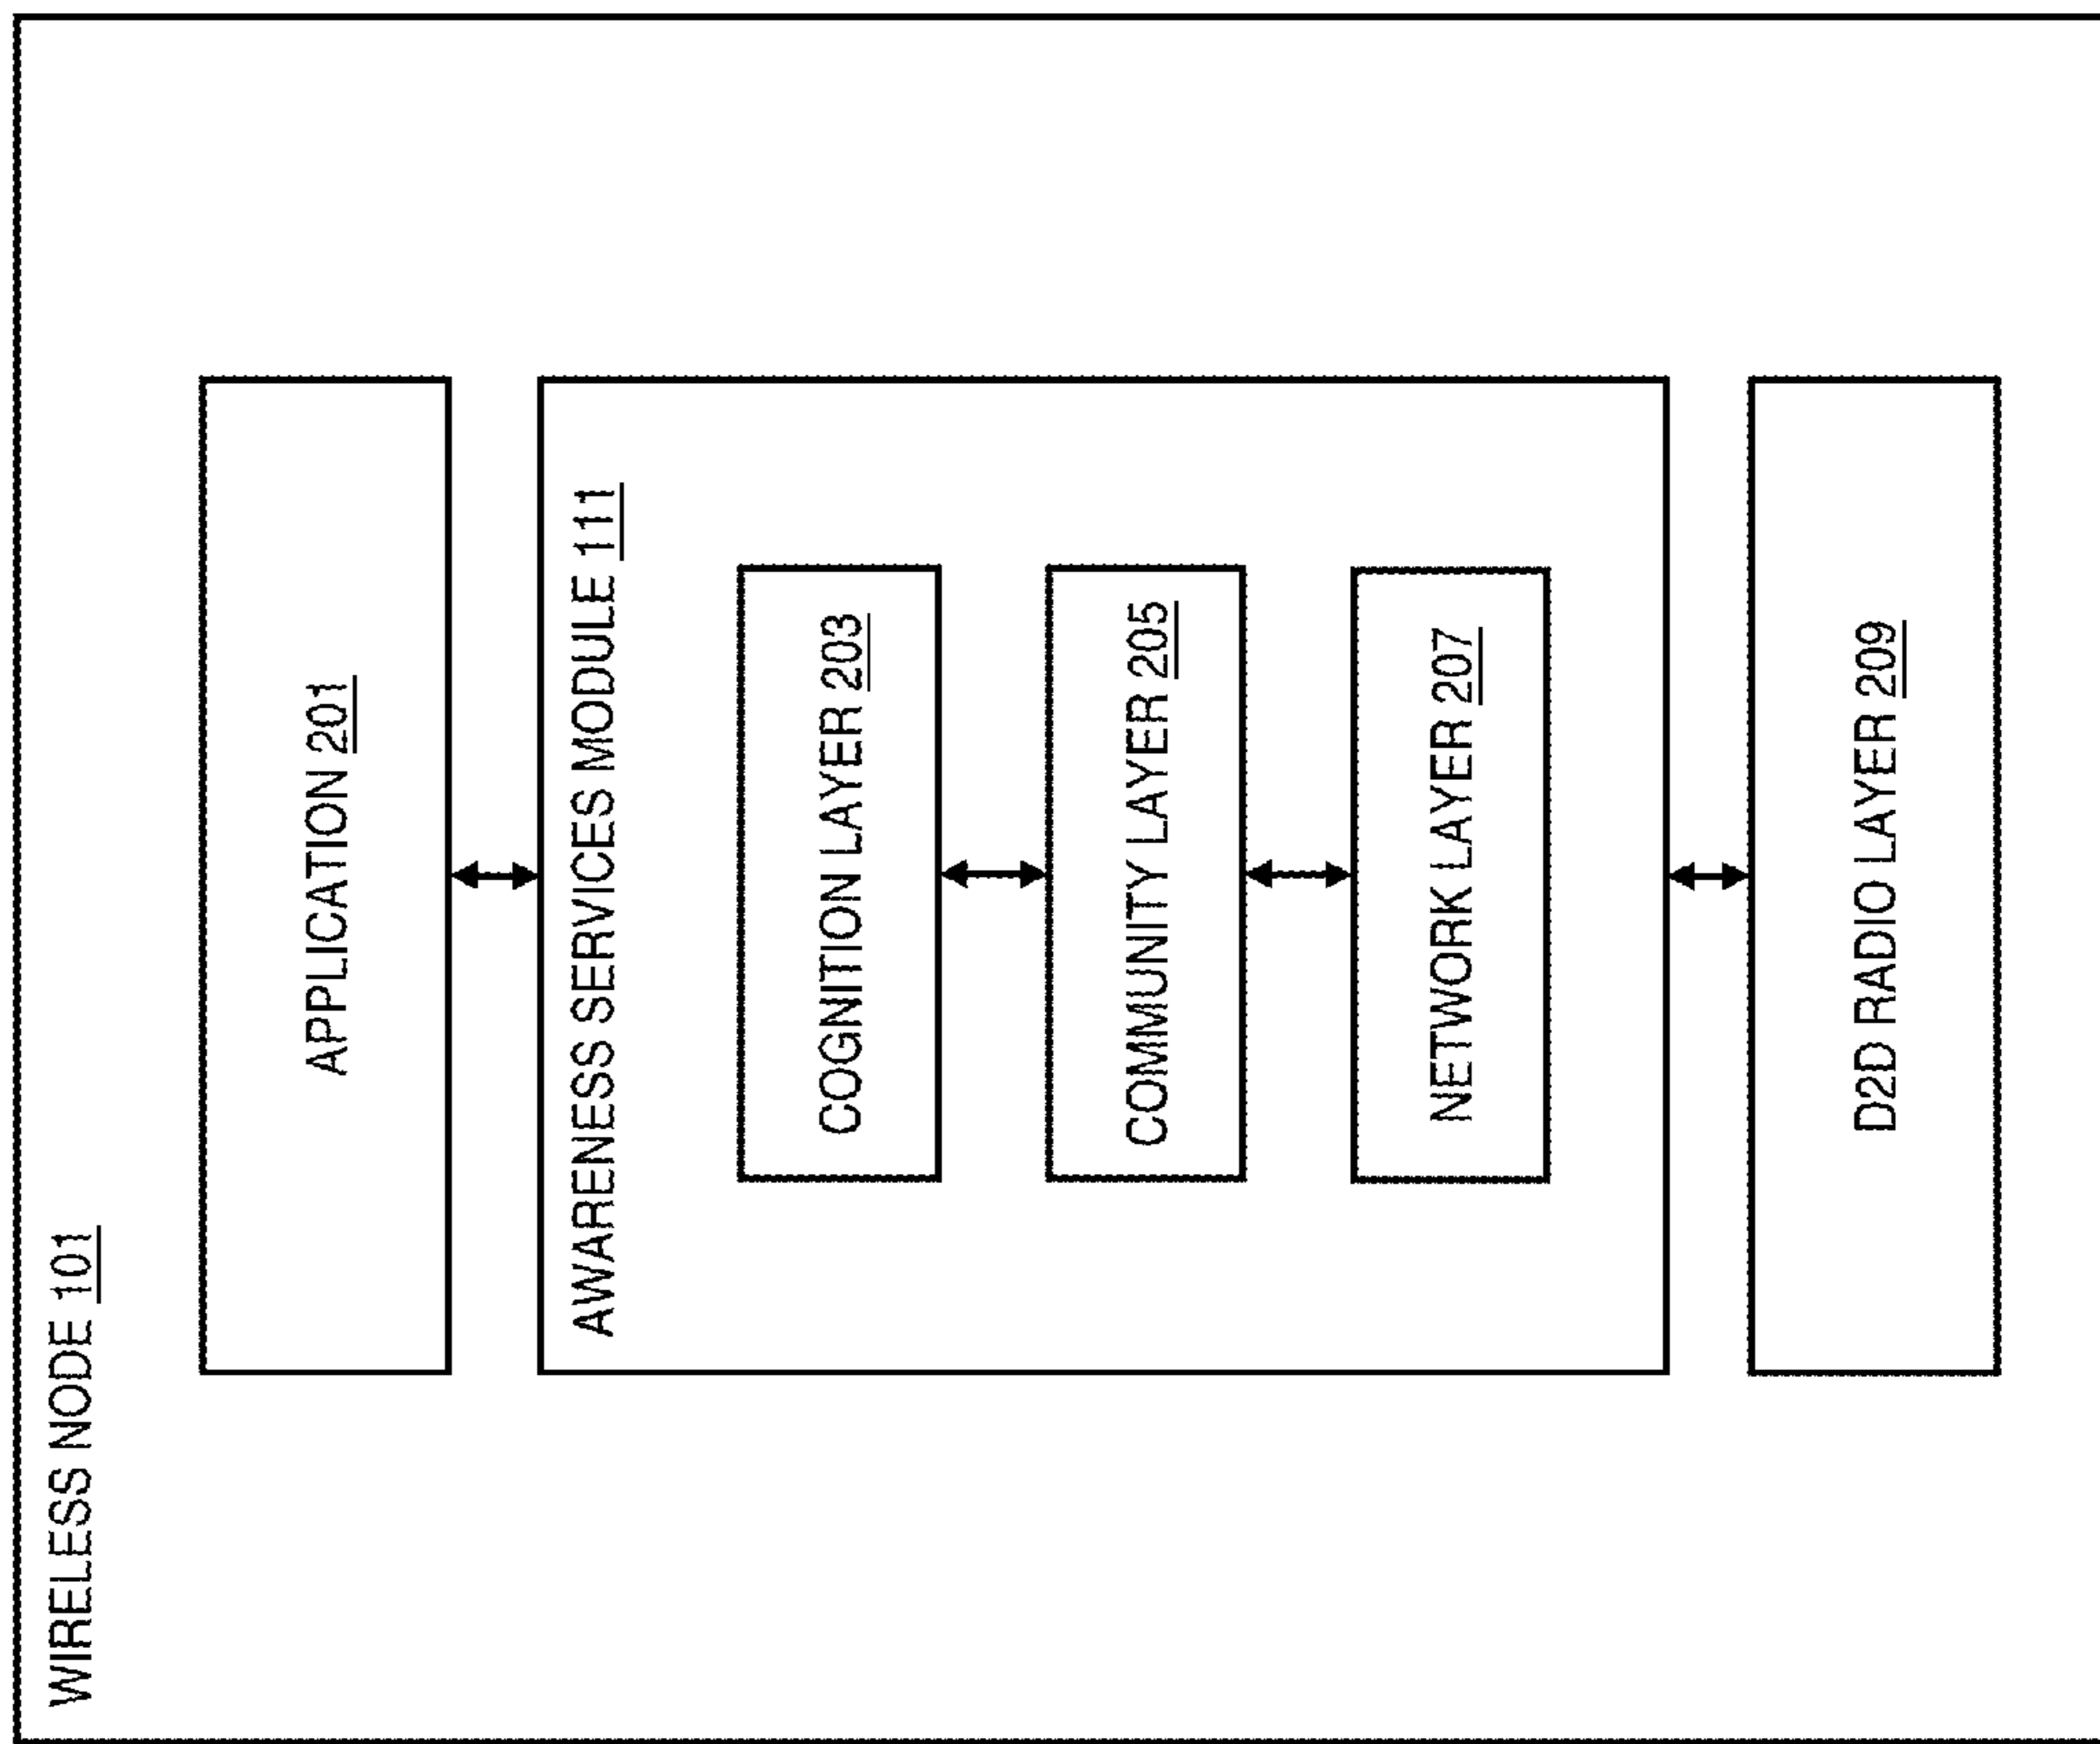 WIRELESS NODE 101
APPLICATION 201
AWARENESS SERVICES MODULE 111
COGNITION LAYER 203
COMMUNITY LAYER 205
NETWORK LAYER 207
D2D RADIO LAYER 209